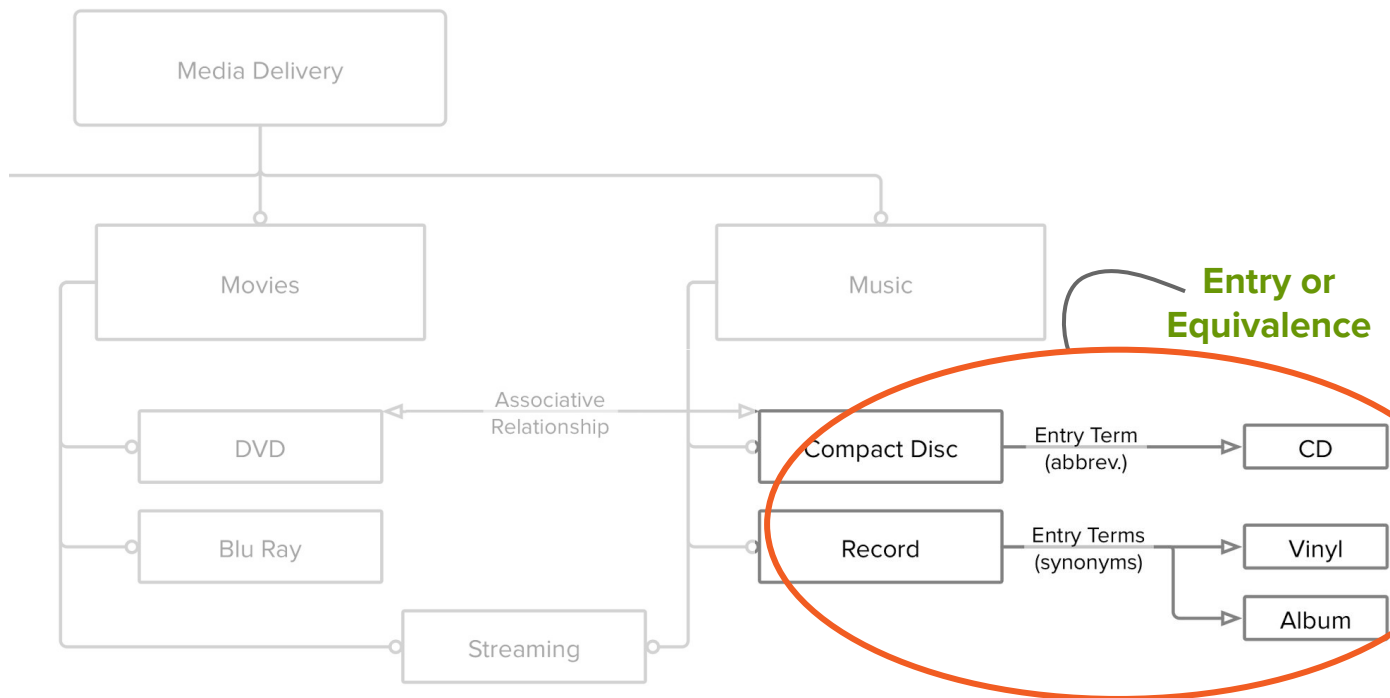 Media Delivery
Movies
Music
Entry or
Equivalence
Associative
Relationship
DVD
Compact Disc
Entry Term
(abbrev.)
CD
Blu Ray
Record
Entry Terms
(synonyms)
Vinyl
Album
Streaming